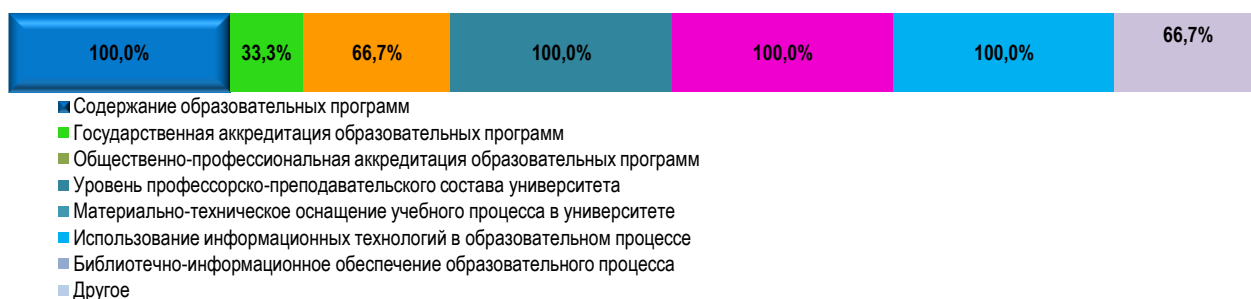 100,0% 33,3% 66,7% 100,0% 100,0% 100,0% 66,7%
Содержание образовательных программ
Государственная аккредитация образовательных программ
Общественно-профессиональная аккредитация образовательных программ
Уровень профессорско-преподавательского состава университета
Материально-техническое оснащение учебного процесса в университете
Использование информационных технологий в образовательном процессе
Библиотечно-информационное обеспечение образовательного процесса
Другое